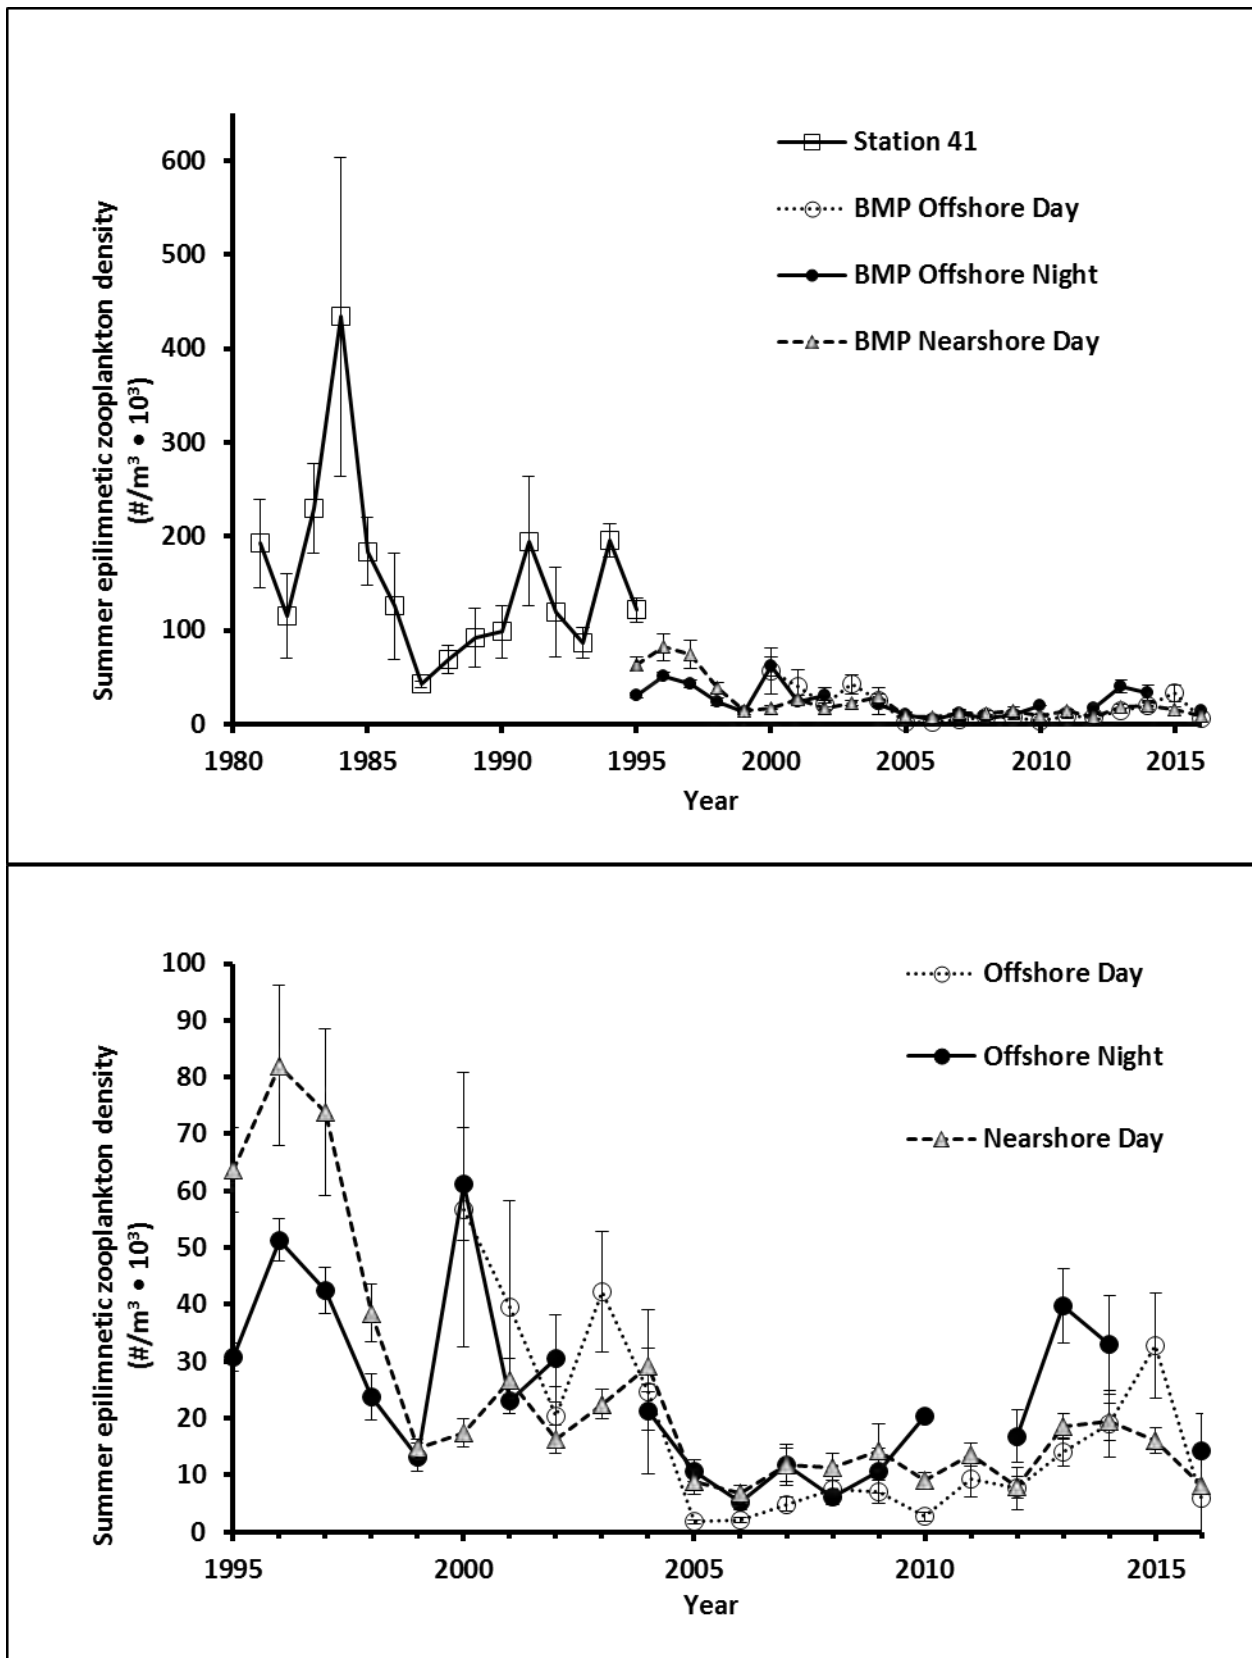 Summer epilimnetic zooplankton density
(#/m³ • 10³)
600
500
400
300
200
100
0
1980
1985
1990
1995
2000
2005
2010
2015
Year
Station 41
BMP Offshore Day
BMP Offshore Night
BMP Nearshore Day
Summer epilimnetic zooplankton density
(#/m³ • 10³)
100
90
80
70
60
50
40
30
20
10
0
1995
2000
2005
2010
2015
Year
Offshore Day
Offshore Night
Nearshore Day